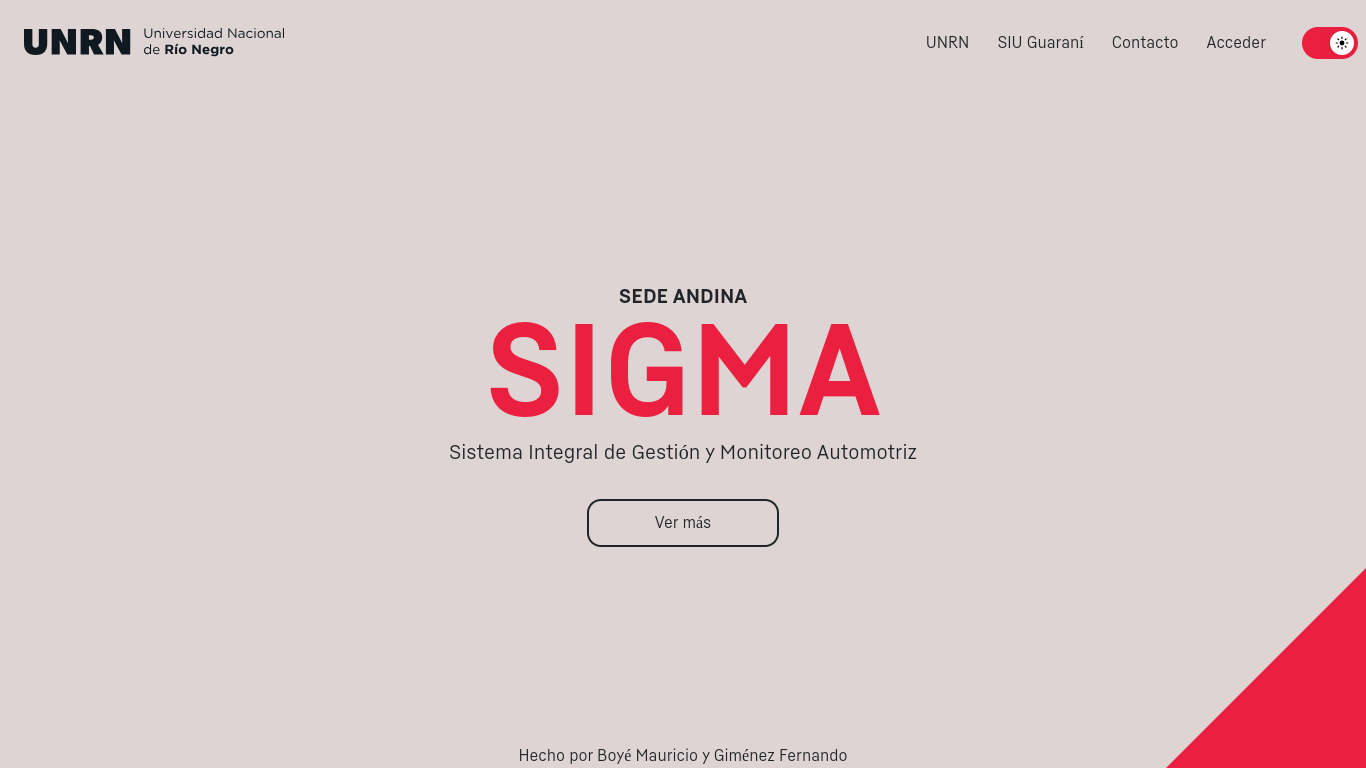 UNRN
Universidad Nacional
de Río Negro
UNRN
SIU Guaraní
Contacto
Acceder
SEDE ANDINA
SIGMA
Sistema Integral de Gestión y Monitoreo Automotriz
Ver más
Hecho por Boyé Mauricio y Giménez Fernando